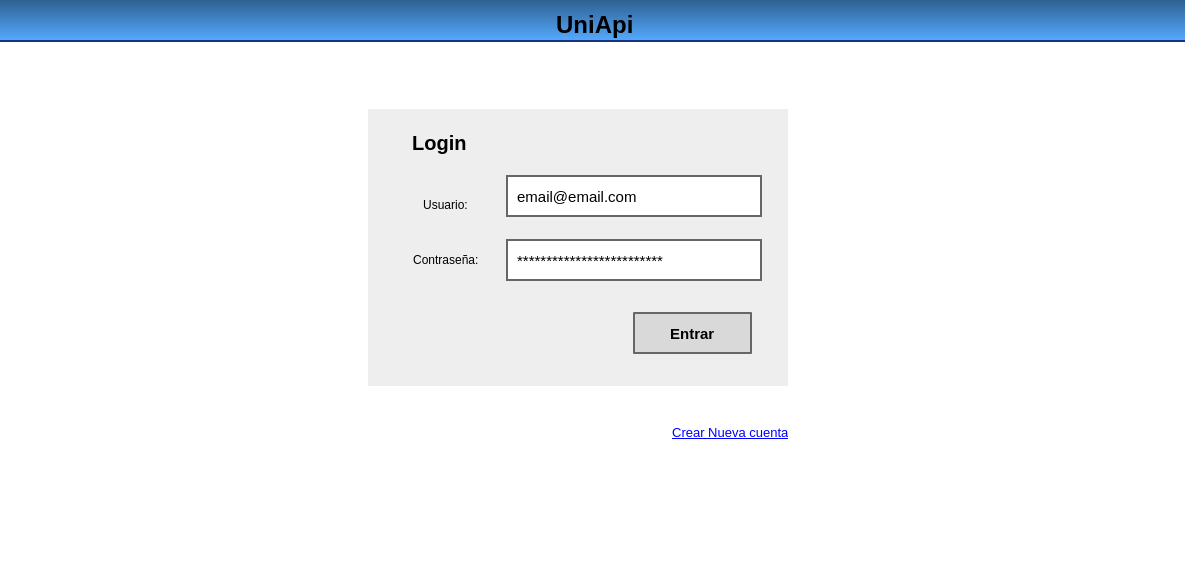 UniApi
Login
Usuario:
email@email.com
Contraseña:
*************************
Entrar
Crear Nueva cuenta